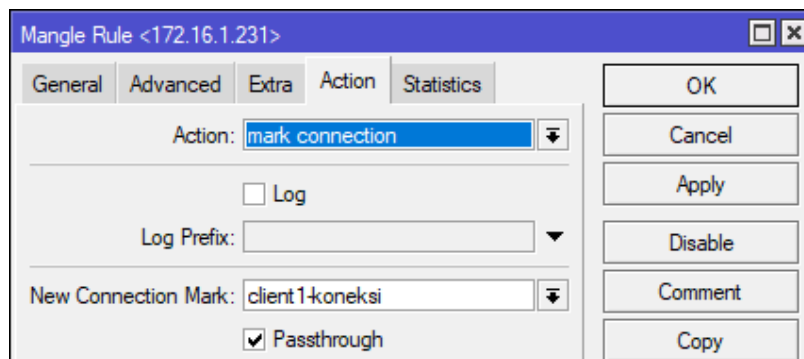 Mangle Rule <172.16.1.231>
General Advanced Extra Action Statistics
OK
Action: mark connection
Cancel
Log
Apply
Log Prefix:
Disable
New Connection Mark: client1-koneksi
Comment
Passthrough
Copy